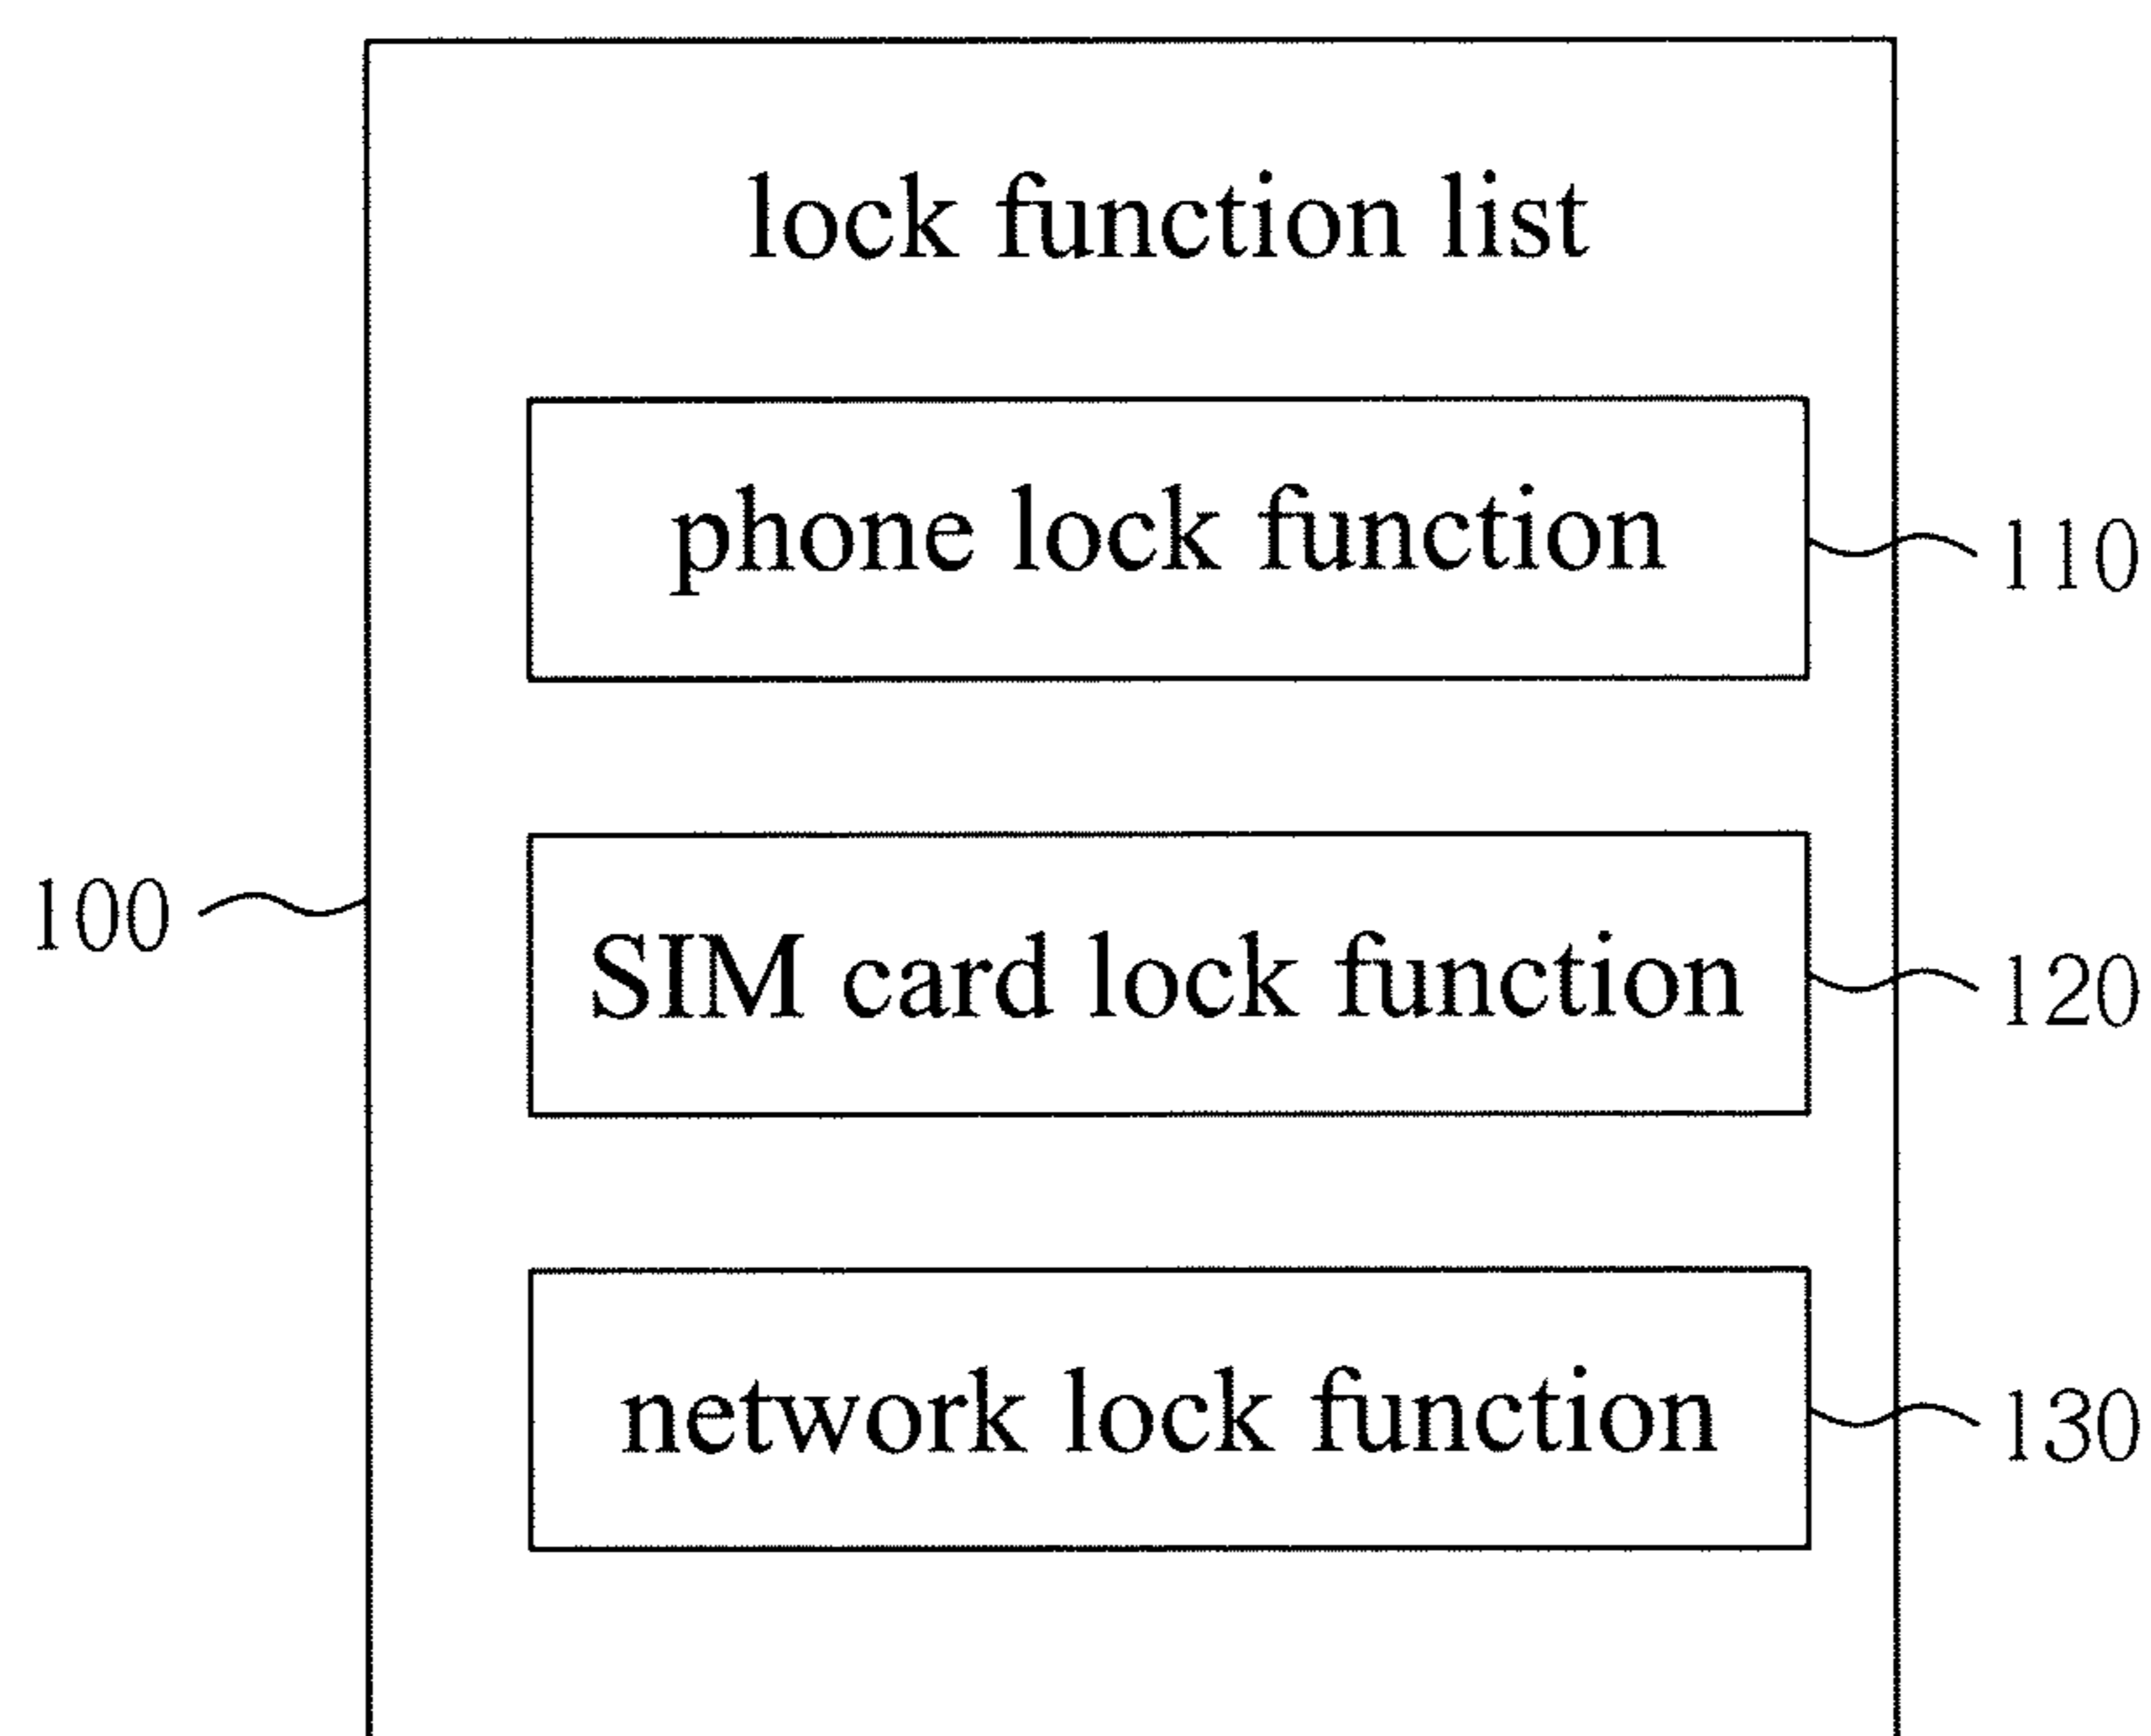 lock function list
phone lock function
110
100
SIM card lock function
120
network lock function
130